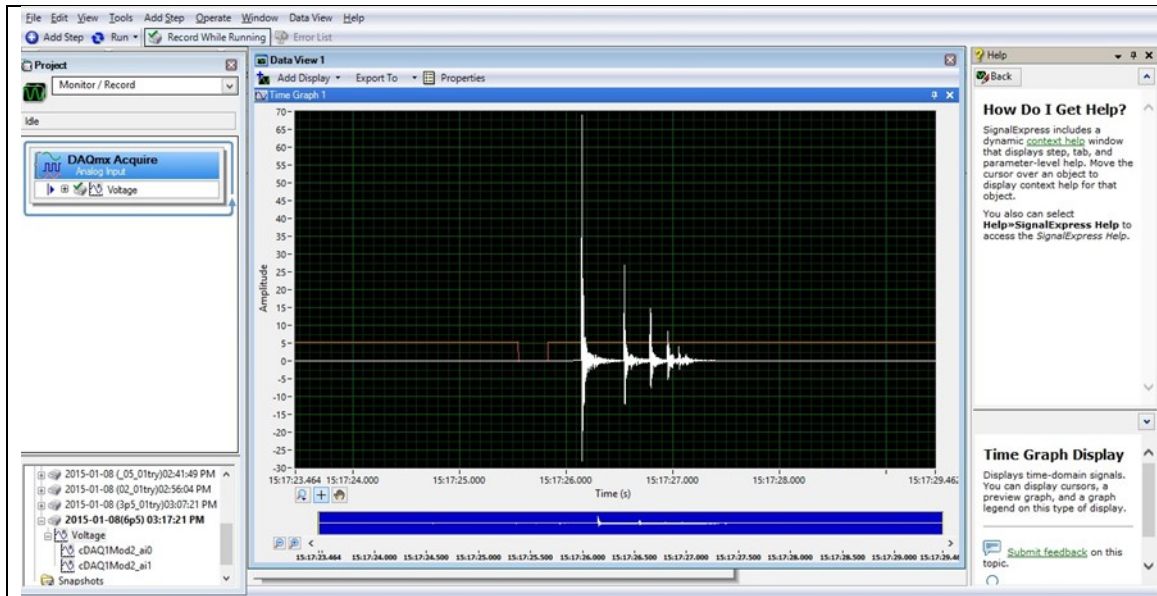 File Edit View Tools Add Step Operate Window Data View Help
Add Step Run Record While Running Error List
Project
Monitor / Record
Idle
DAQmx Acquire
Analog Input
Voltage
2015-01-08 (_05_01try)02:41:49 PM
2015-01-08 (02_01try)02:56:04 PM
2015-01-08 (3p5_01try)03:07:21 PM
2015-01-08(6p5) 03:17:21 PM
Voltage
cDAQ1Mod2_ai0
cDAQ1Mod2_ai1
Snapshots
Data View 1
Add Display Export To Properties
Time Graph 1
Amplitude
70-
65-
60-
55-
50-
45-
40-
35-
30-
25-
20-
15-
10-
5-
0-
-5-
-10-
-15-
-20-
-25-
-30-
15:17:23.464 15:17:24.000 15:17:25.000 15:17:26.000 15:17:27.000 15:17:28.000 15:17:29.462
Time (s)
15:17:23.464 15:17:24.000 15:17:24.500 15:17:25.000 15:17:25.500 15:17:26.000 15:17:26.500 15:17:27.000 15:17:27.500 15:17:28.000 15:17:28.500 15:17:29.000 15:17:29.4
Help
Back
How Do I Get Help?
SignalExpress includes a
dynamic context help window
that displays step, tab, and
parameter-level help. Move the
cursor over an object to
display context help for that
object.
You also can select
Help»SignalExpress Help to
access the SignalExpress Help.
Time Graph Display
Displays time-domain signals.
You can display cursors, a
preview graph, and a graph
legend on this type of display.
Submit feedback on this
topic.